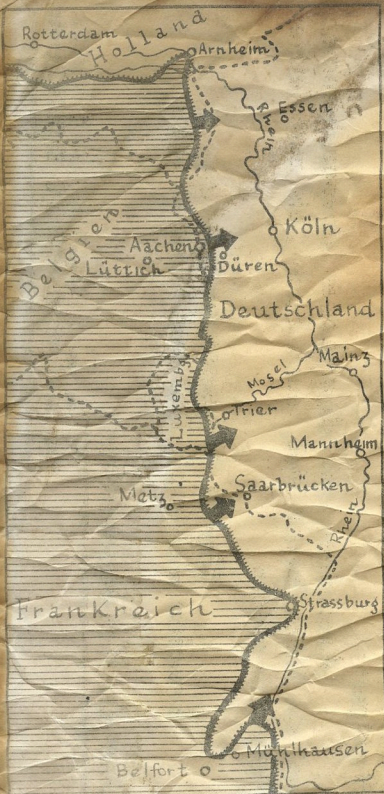 Rotterdam
Holland
Arnheim
Essen
Rhein
Köln
Belgien
Aachen
Lüttich
Düren
Deutschland
Luxembg
Mainz
Mosel
Trier
Mannheim
Metz
Saarbrücken
Rhein
Frankreich
Strassburg
Mühlhausen
Belfort